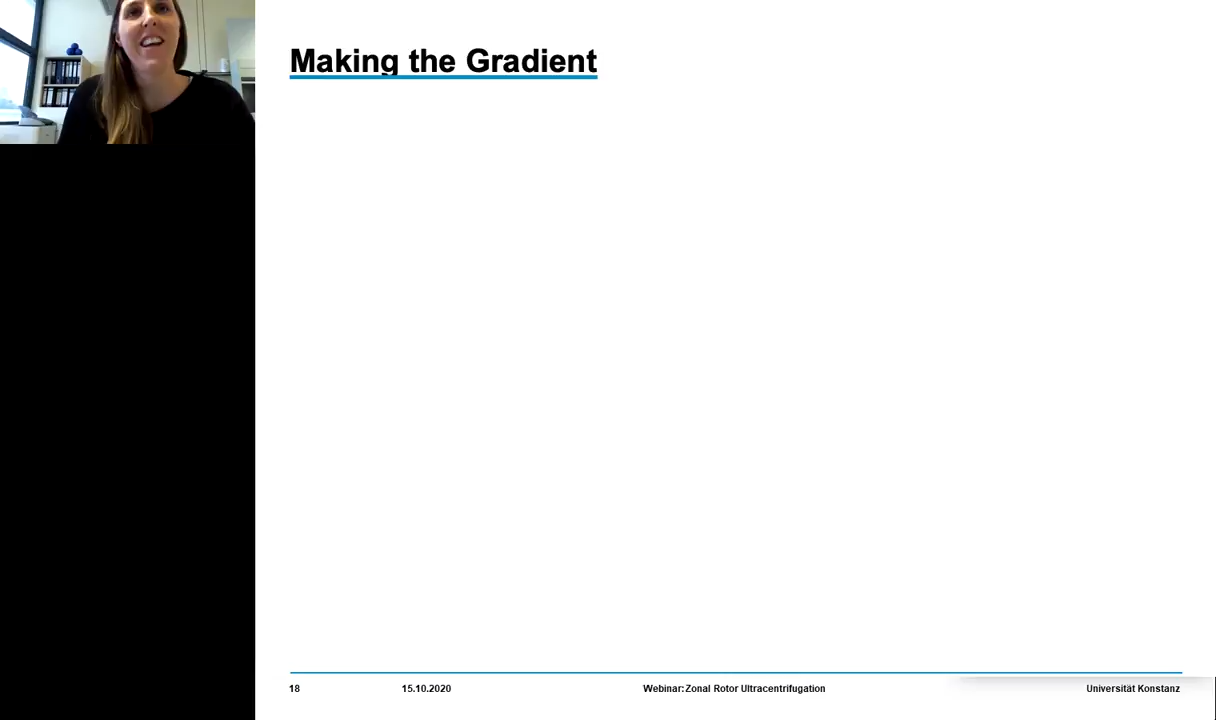 Making the Gradient
18
15.10.2020
Webinar: Zonal Rotor Ultracentrifugation
Universität Konstanz